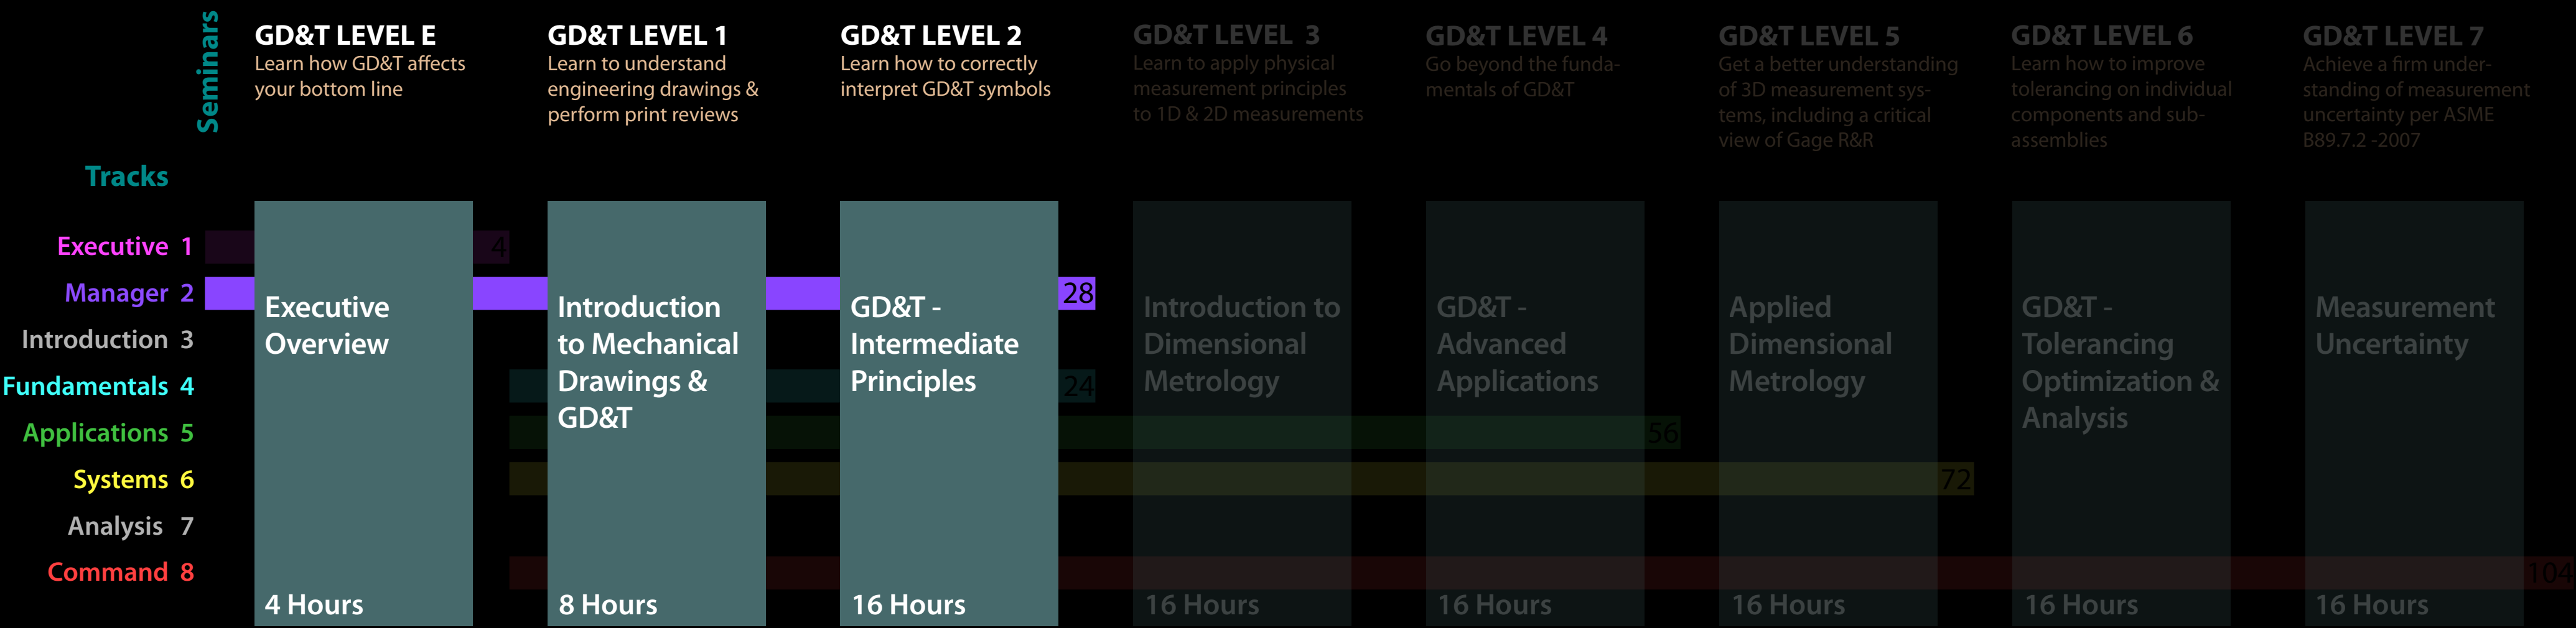 Seminars
GD&T LEVEL E
Learn how GD&T affects
your bottom line
GD&T LEVEL 1
Learn to understand
engineering drawings &
perform print reviews
GD&T LEVEL 2
Learn how to correctly
interpret GD&T symbols
GD&T LEVEL 3
Learn to apply physical
measurement principles
to 1D & 2D measurements
GD&T LEVEL 4
Go beyond the funda-
mentals of GD&T
GD&T LEVEL 5
Get a better understanding
of 3D measurement sys-
tems, including a critical
view of Gage R&R
GD&T LEVEL 6
Learn how to improve
tolerancing on individual
components and sub-
assemblies
GD&T LEVEL 7
Achieve a firm under-
standing of measurement
uncertainty per ASME
B89.7.2 -2007
Tracks
Executive 1
4
Manager 2
28
Introduction 3
Fundamentals 4
24
Applications 5
56
Systems 6
72
Analysis 7
Command 8
104
Executive
Overview
4 Hours
Introduction
to Mechanical
Drawings &
GD&T
8 Hours
GD&T -
Intermediate
Principles
16 Hours
Introduction to
Dimensional
Metrology
16 Hours
GD&T -
Advanced
Applications
16 Hours
Applied
Dimensional
Metrology
16 Hours
GD&T -
Tolerancing
Optimization &
Analysis
16 Hours
Measurement
Uncertainty
16 Hours